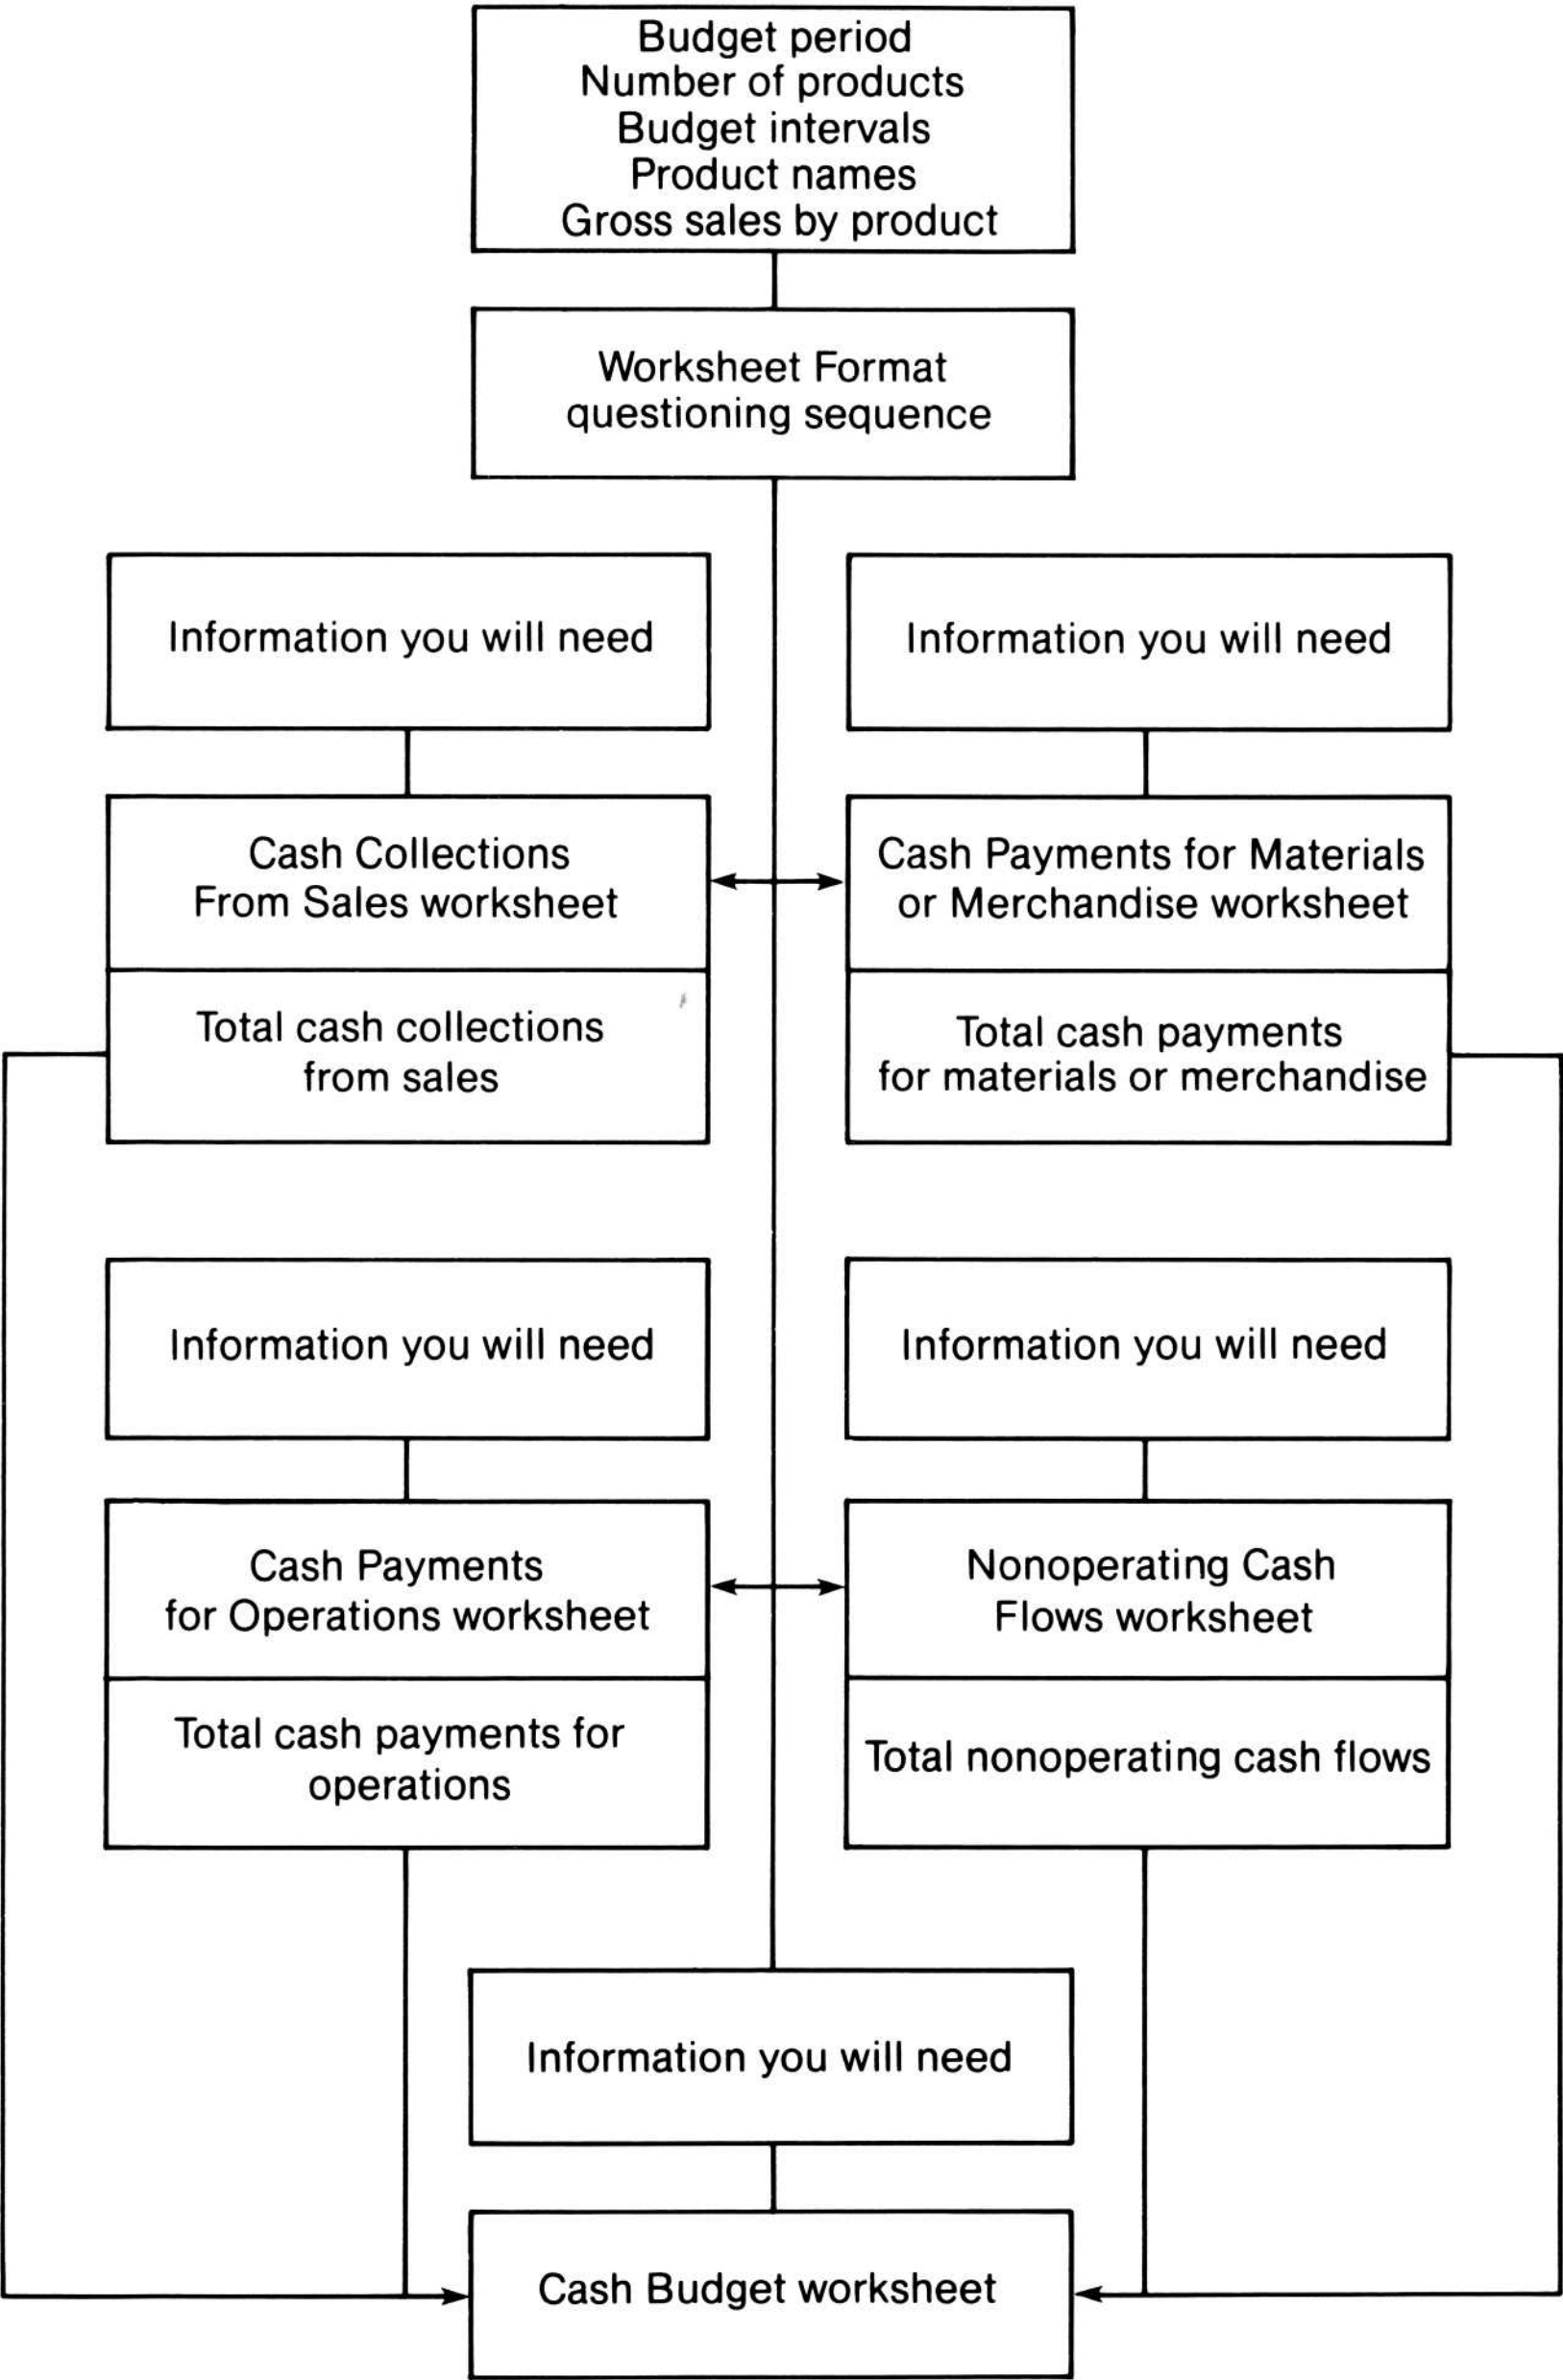 Budget period
Number of products
Budget intervals
Product names
Gross sales by product
Worksheet Format
questioning sequence
Information you will need
Information you will need
Cash Collections
From Sales worksheet
Cash Payments for Materials
or Merchandise worksheet
Total cash collections
from sales
Total cash payments
for materials or merchandise
Information you will need
Information you will need
Cash Payments
for Operations worksheet
Nonoperating Cash
Flows worksheet
Total cash payments for
operations
Total nonoperating cash flows
Information you will need
Cash Budget worksheet